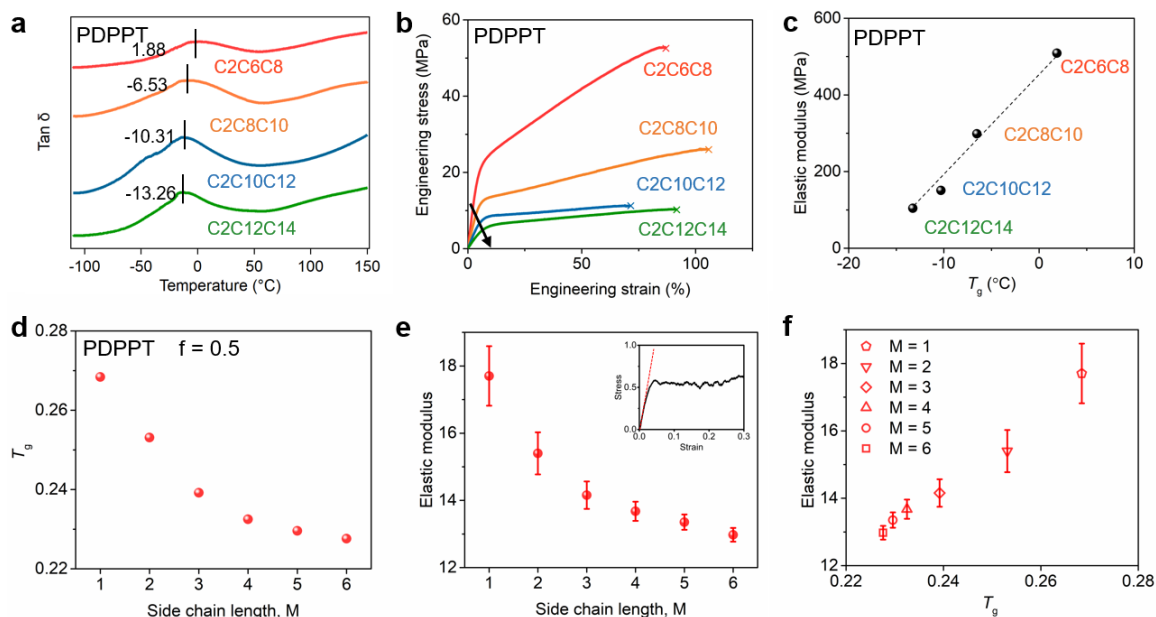 a
PDPPT
1.88
C2C6C8
-6.53
C2C8C10
-10.31
C2C10C12
-13.26
C2C12C14
Tan δ
-100 -50 0 50 100 150
Temperature (°C)
b
PDPPT
60
40
20
0
Engineering stress (MPa)
C2C6C8
C2C8C10
C2C10C12
C2C12C14
0 50 100
Engineering strain (%)
c
PDPPT
600
400
200
0
Elastic modulus (MPa)
C2C6C8
C2C8C10
C2C10C12
C2C12C14
-20 -10 0 10
Tg (°C)
d
PDPPT f = 0.5
0.28
0.26
0.24
0.22
Tg
1 2 3 4 5 6
Side chain length, M
e
18
16
14
12
Elastic modulus
1.0
0.5
0.0
Stress
0.0 0.1 0.2 0.3
Strain
1 2 3 4 5 6
Side chain length, M
f
18
16
14
12
Elastic modulus
M = 1
M = 2
M = 3
M = 4
M = 5
M = 6
0.22 0.24 0.26 0.28
Tg